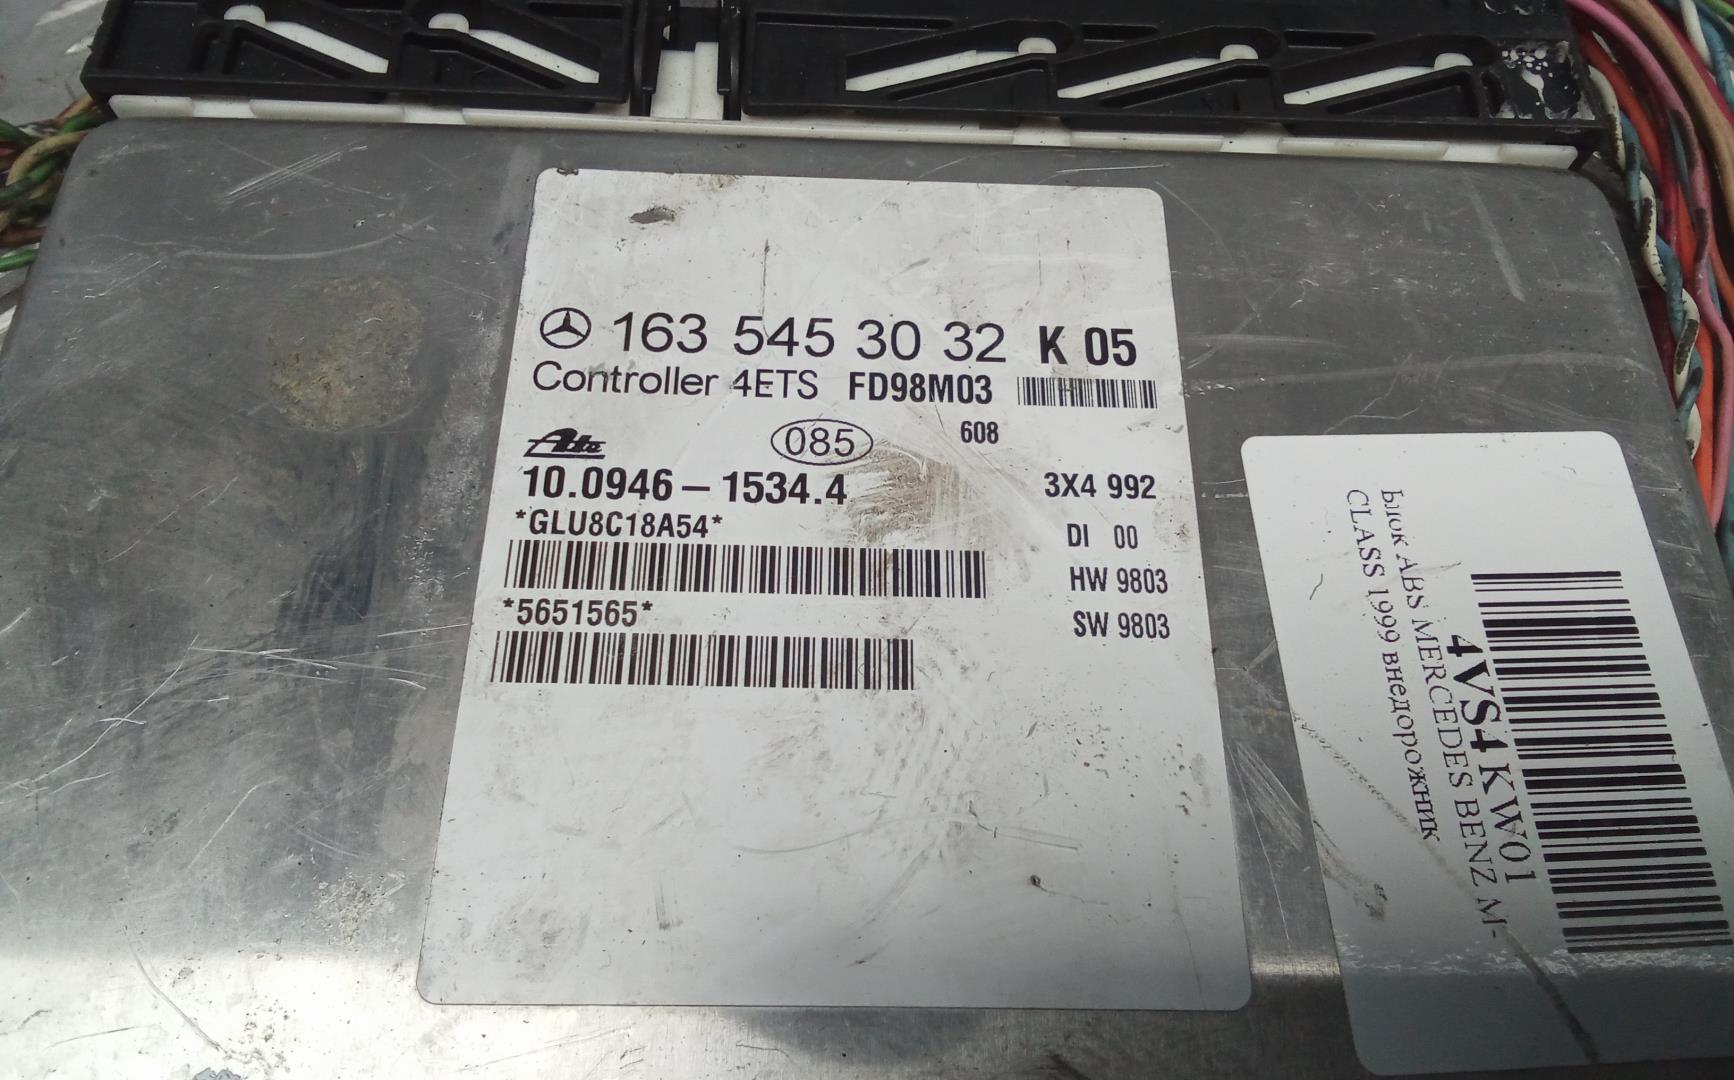 163 545 30 32 K 05
Controller 4ETS FD98M03
Ate 085 608
10.0946-1534.4 3X4 992
*GLU8C18A54* DI 00
HW 9803
*5651565* SW 9803
4VS4KW01
Блок ABS MERCEDES BENZ M-
CLASS 1999 внедорожник